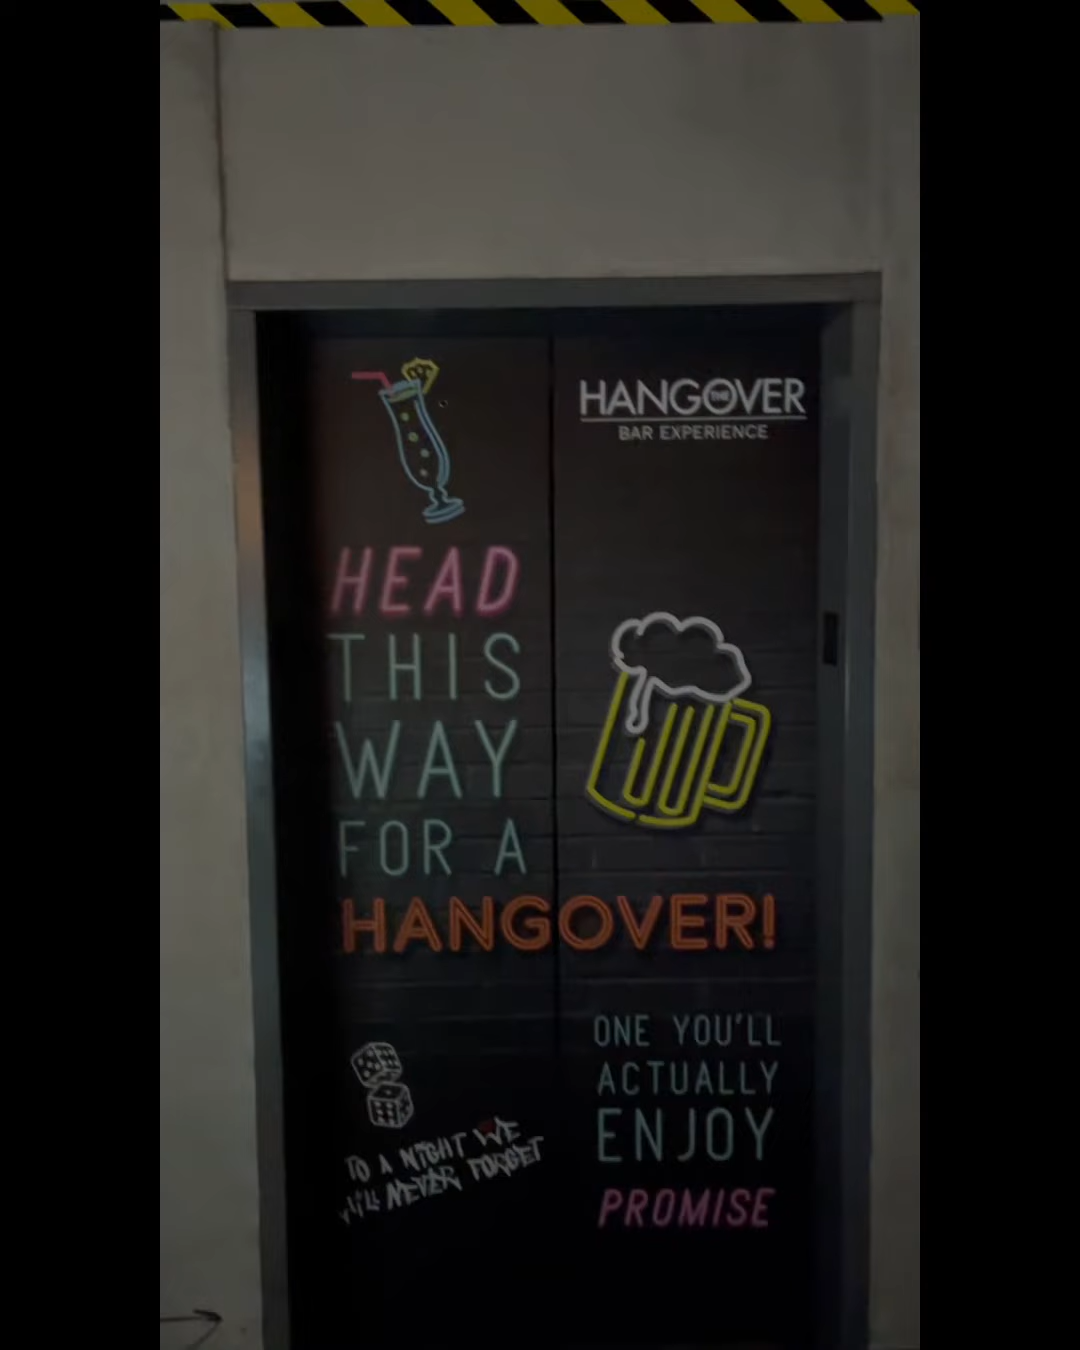 HANGOVER
THE
BAR EXPERIENCE
HEAD
THIS
WAY
FOR A
HANGOVER!
ONE YOU'LL
ACTUALLY
ENJOY
PROMISE
TO A NIGHT WE
WILL NEVER FORGET